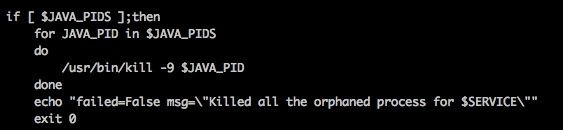 if [ $JAVA_PIDS ];then
    for JAVA_PID in $JAVA_PIDS
    do
        /usr/bin/kill -9 $JAVA_PID
    done
    echo "failed=False msg=\"Killed all the orphaned process for $SERVICE\""
    exit 0